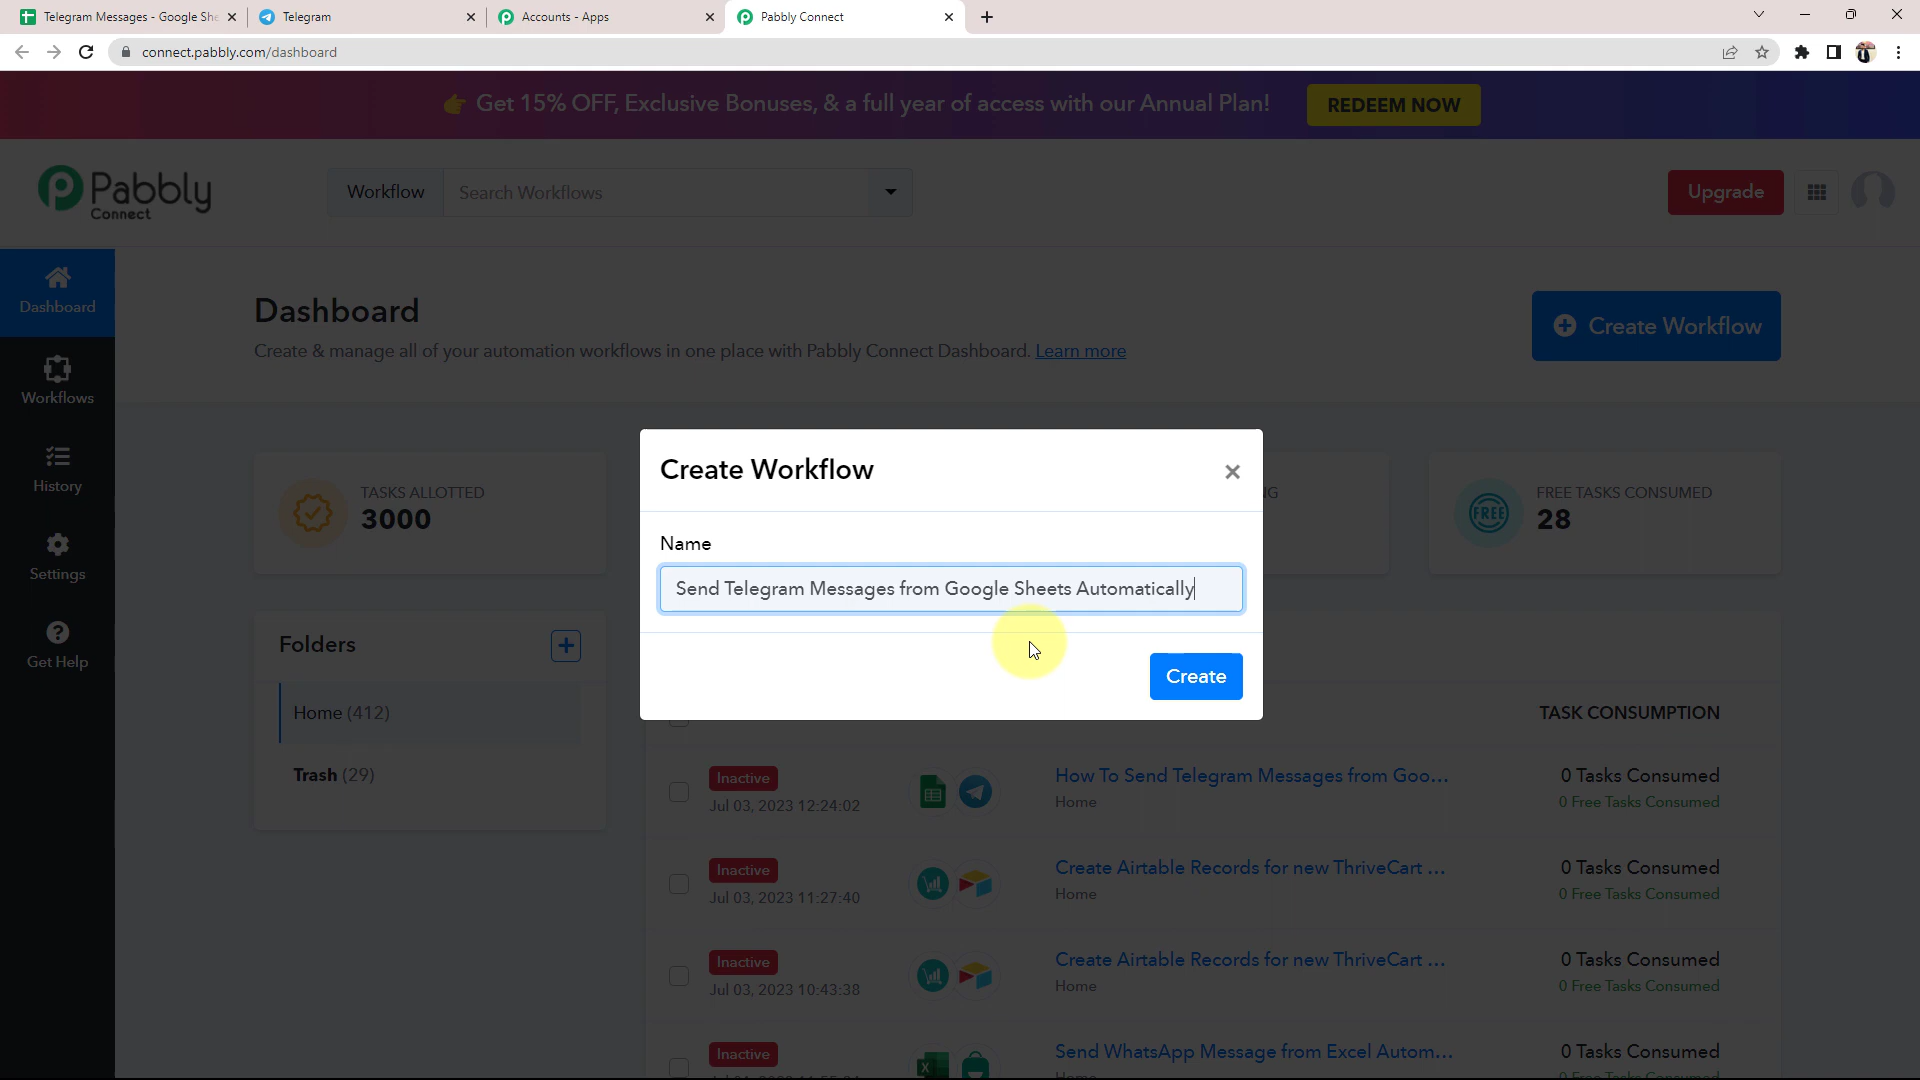 Telegram Messages - Google She
Telegram
Accounts - Apps
Pabbly Connect
connect.pabbly.com/dashboard
Get 15% OFF, Exclusive Bonuses, & a full year of access with our Annual Plan!
REDEEM NOW
Pabbly
Connect
Workflow
Search Workflows
Upgrade
Dashboard
Workflows
History
Settings
Get Help
Dashboard
Create & manage all of your automation workflows in one place with Pabbly Connect Dashboard. Learn more
Create Workflow
TASKS ALLOTTED
3000
NG
FREE
FREE TASKS CONSUMED
28
Create Workflow
Name
Send Telegram Messages from Google Sheets Automatically
Create
Folders
Home (412)
Trash (29)
TASK CONSUMPTION
Inactive
Jul 03, 2023 12:24:02
How To Send Telegram Messages from Goo...
Home
0 Tasks Consumed
0 Free Tasks Consumed
Inactive
Jul 03, 2023 11:27:40
Create Airtable Records for new ThriveCart ...
Home
0 Tasks Consumed
0 Free Tasks Consumed
Inactive
Jul 03, 2023 10:43:38
Create Airtable Records for new ThriveCart ...
Home
0 Tasks Consumed
0 Free Tasks Consumed
Inactive
Send WhatsApp Message from Excel Autom...
Home
0 Tasks Consumed
0 Free Tasks Consumed